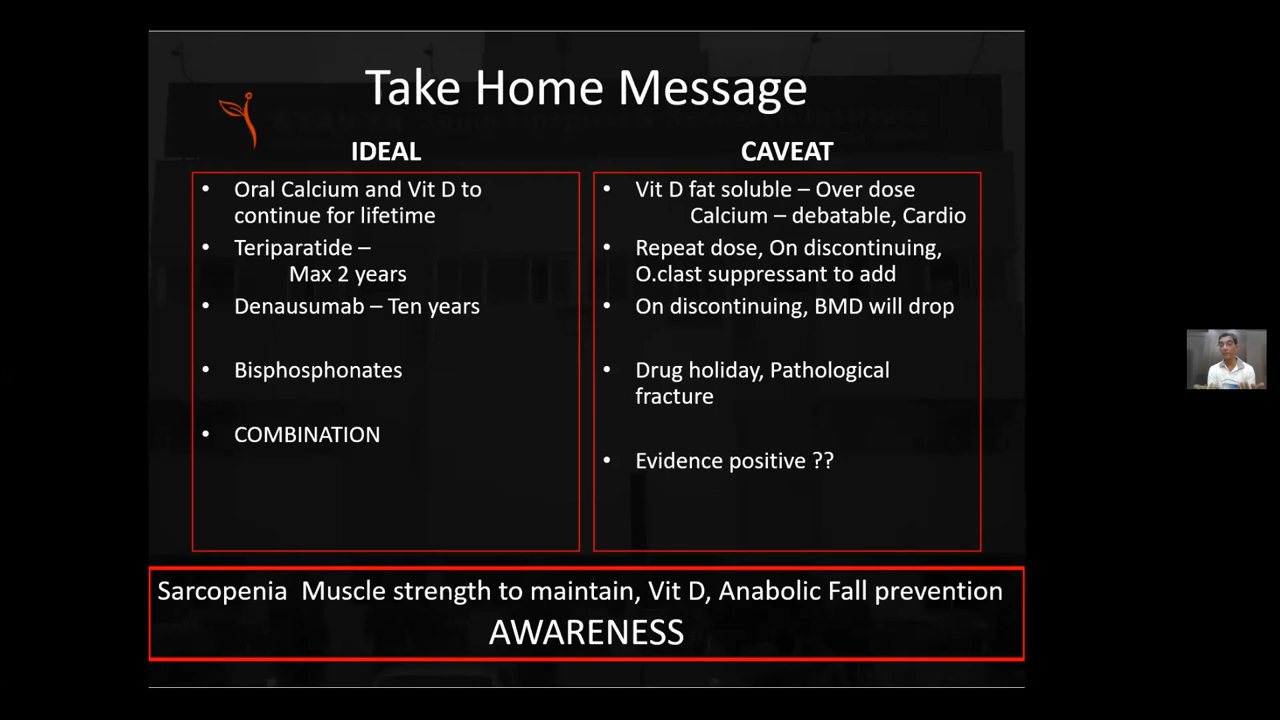 Take Home Message
IDEAL
• Oral Calcium and Vit D to
continue for lifetime
• Teriparatide –
Max 2 years
• Denausumab – Ten years
• Bisphosphonates
• COMBINATION
CAVEAT
• Vit D fat soluble – Over dose
Calcium – debatable, Cardio
• Repeat dose, On discontinuing,
O.clast suppressant to add
• On discontinuing, BMD will drop
• Drug holiday, Pathological
fracture
• Evidence positive ??
Sarcopenia Muscle strength to maintain, Vit D, Anabolic Fall prevention
AWARENESS